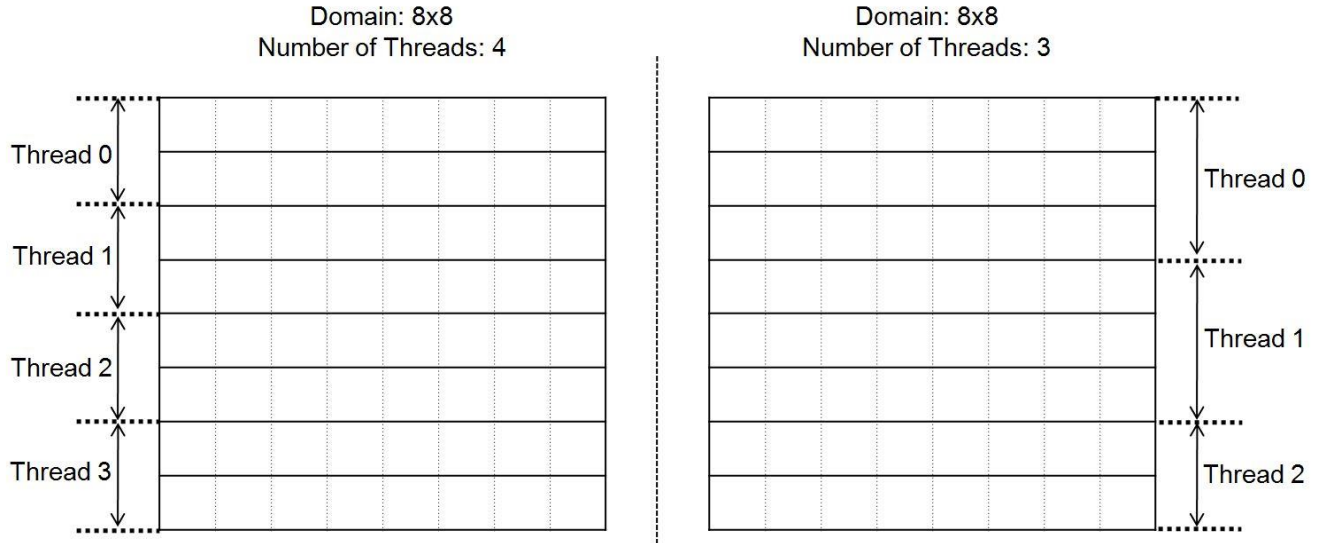 Domain: 8x8
Number of Threads: 4
Thread 0
Thread 1
Thread 2
Thread 3
Domain: 8x8
Number of Threads: 3
Thread 0
Thread 1
Thread 2